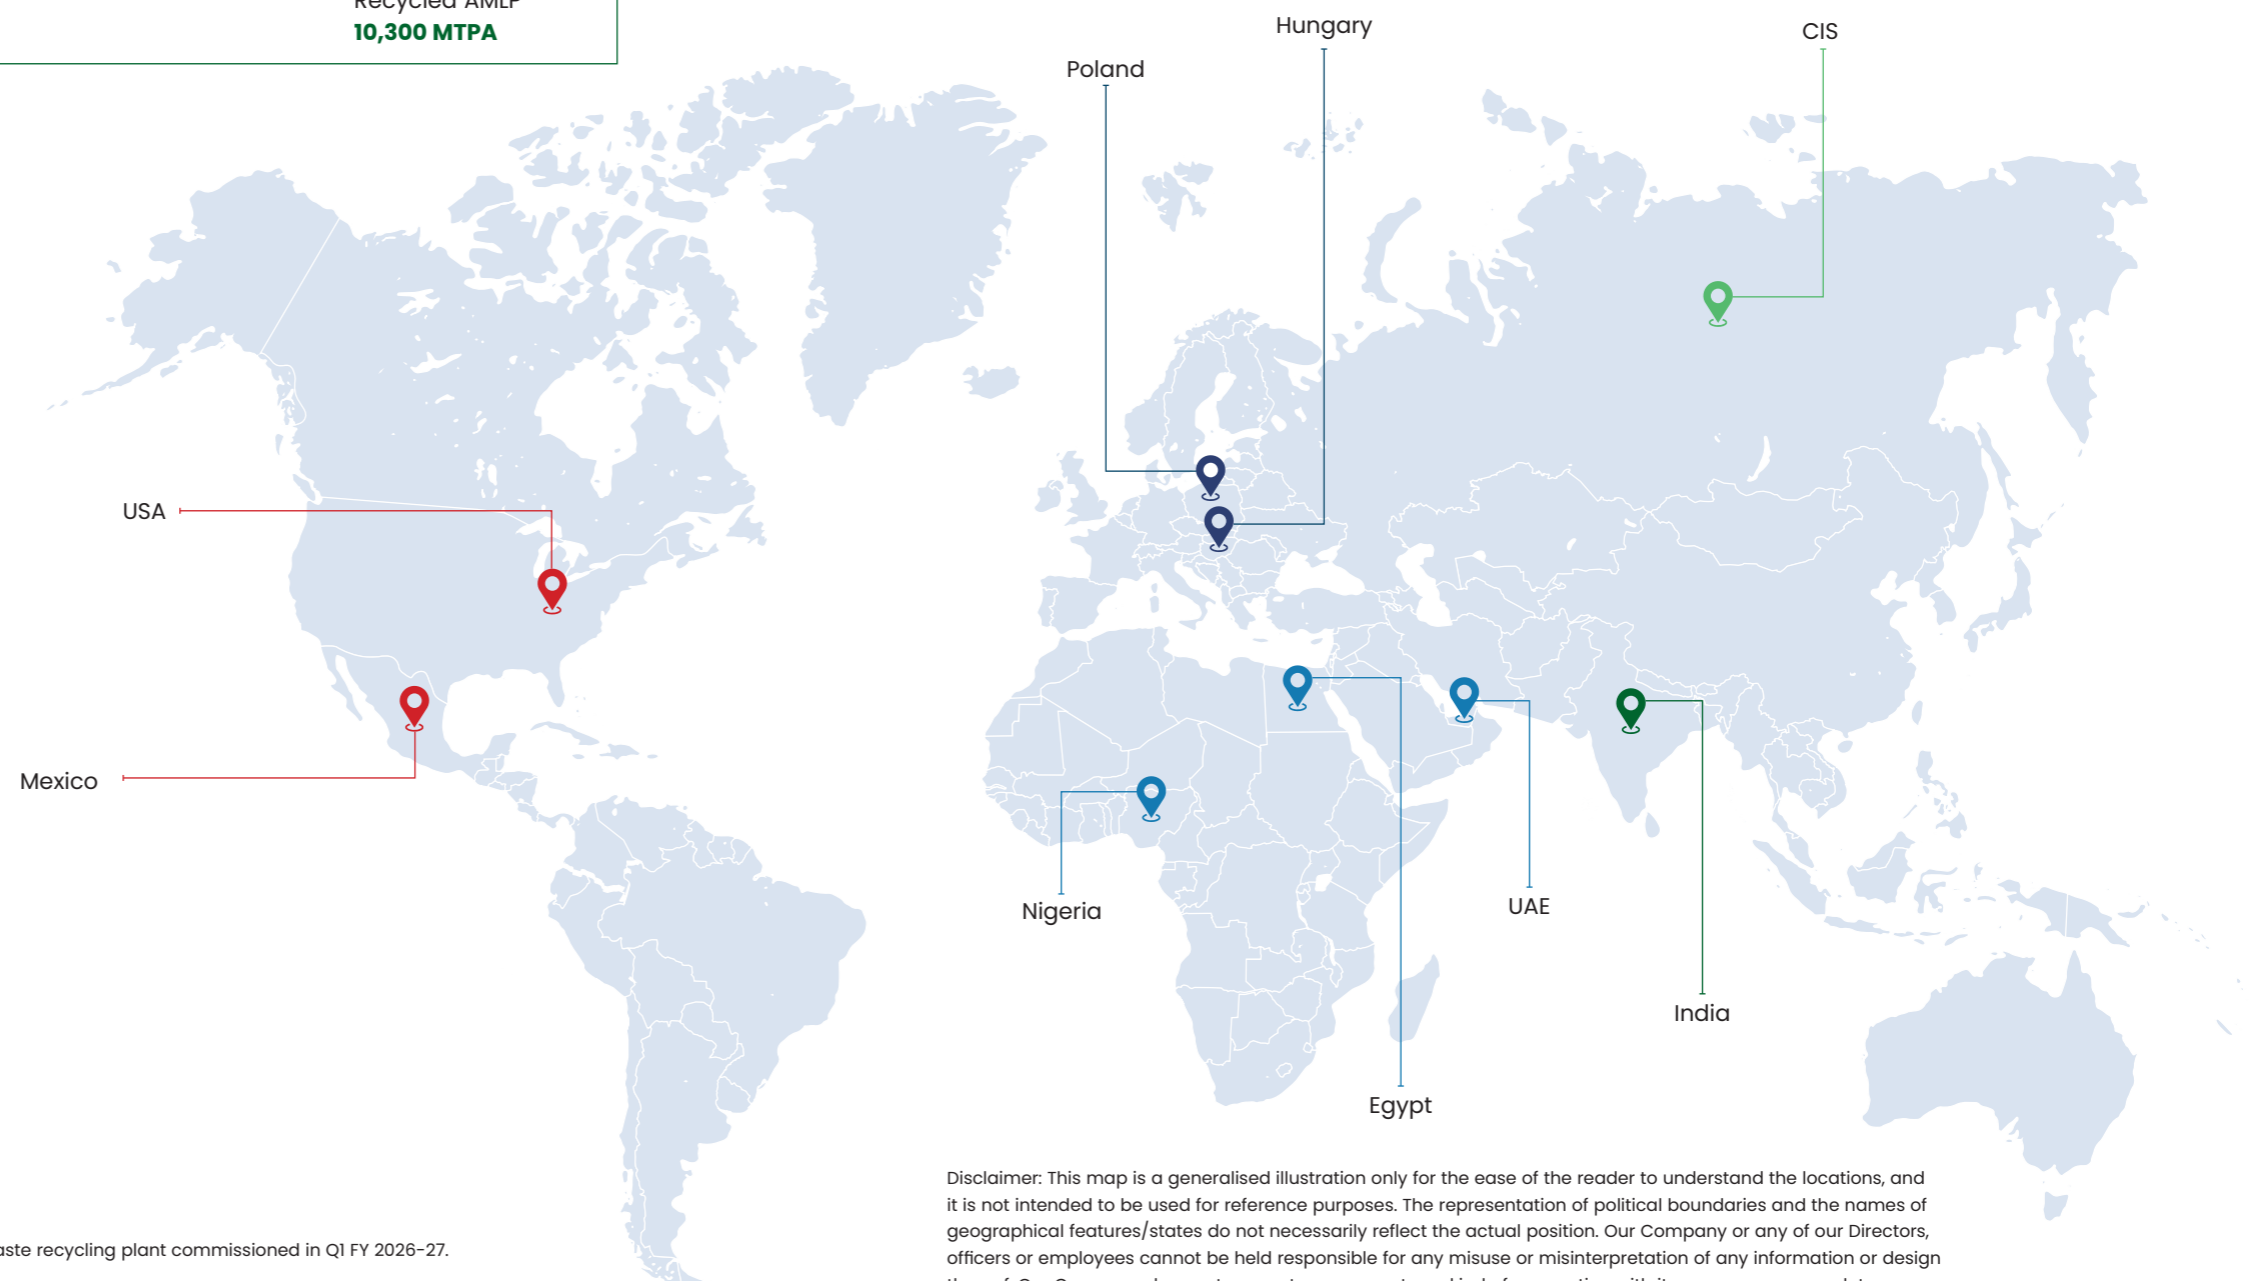 Recycled AMLP
10,300 MTPA
Hungary
CIS
Poland
USA
Mexico
Nigeria
UAE
India
Egypt
Disclaimer: This map is a generalised illustration only for the ease of the reader to understand the locations, and
it is not intended to be used for reference purposes. The representation of political boundaries and the names of
geographical features/states do not necessarily reflect the actual position. Our Company or any of our Directors,
officers or employees cannot be held responsible for any misuse or misinterpretation of any information or design
recycling plant commissioned in Q1 FY 2026-27.